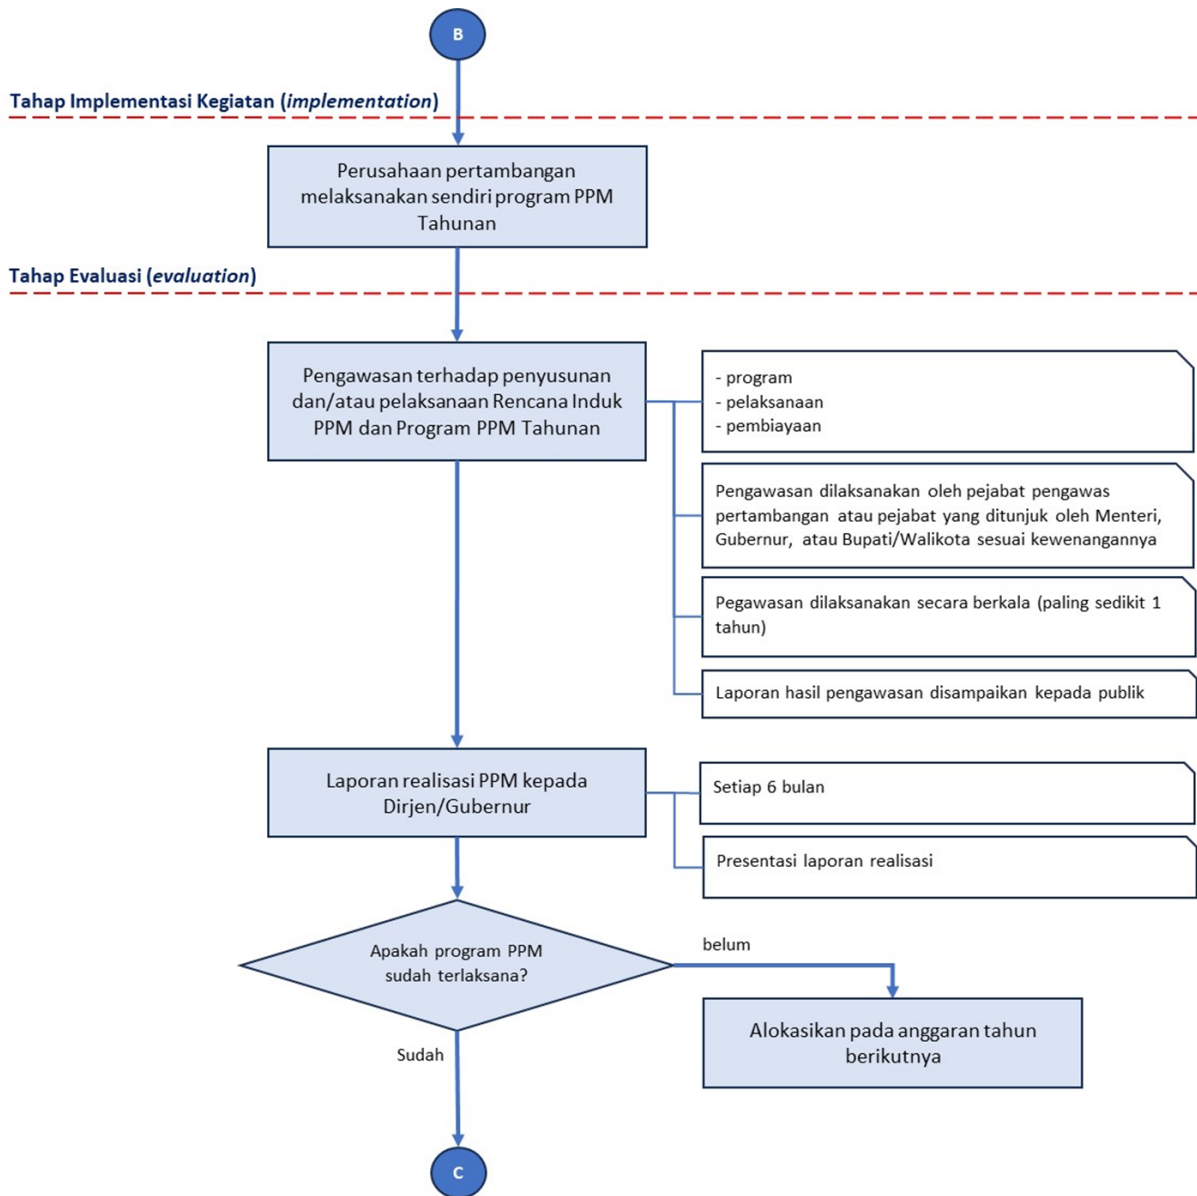 B
Tahap Implementasi Kegiatan (implementation)
Perusahaan pertambangan
melaksanakan sendiri program PPM
Tahunan
Tahap Evaluasi (evaluation)
Pengawasan terhadap penyusunan
dan/atau pelaksanaan Rencana Induk
PPM dan Program PPM Tahunan
- program
- pelaksanaan
- pembiayaan
Pengawasan dilaksanakan oleh pejabat pengawas
pertambangan atau pejabat yang ditunjuk oleh Menteri,
Gubernur, atau Bupati/Walikota sesuai kewenangannya
Pegawasan dilaksanakan secara berkala (paling sedikit 1
tahun)
Laporan hasil pengawasan disampaikan kepada publik
Laporan realisasi PPM kepada
Dirjen/Gubernur
Setiap 6 bulan
Presentasi laporan realisasi
Apakah program PPM
sudah terlaksana?
belum
Alokasikan pada anggaran tahun
berikutnya
Sudah
C